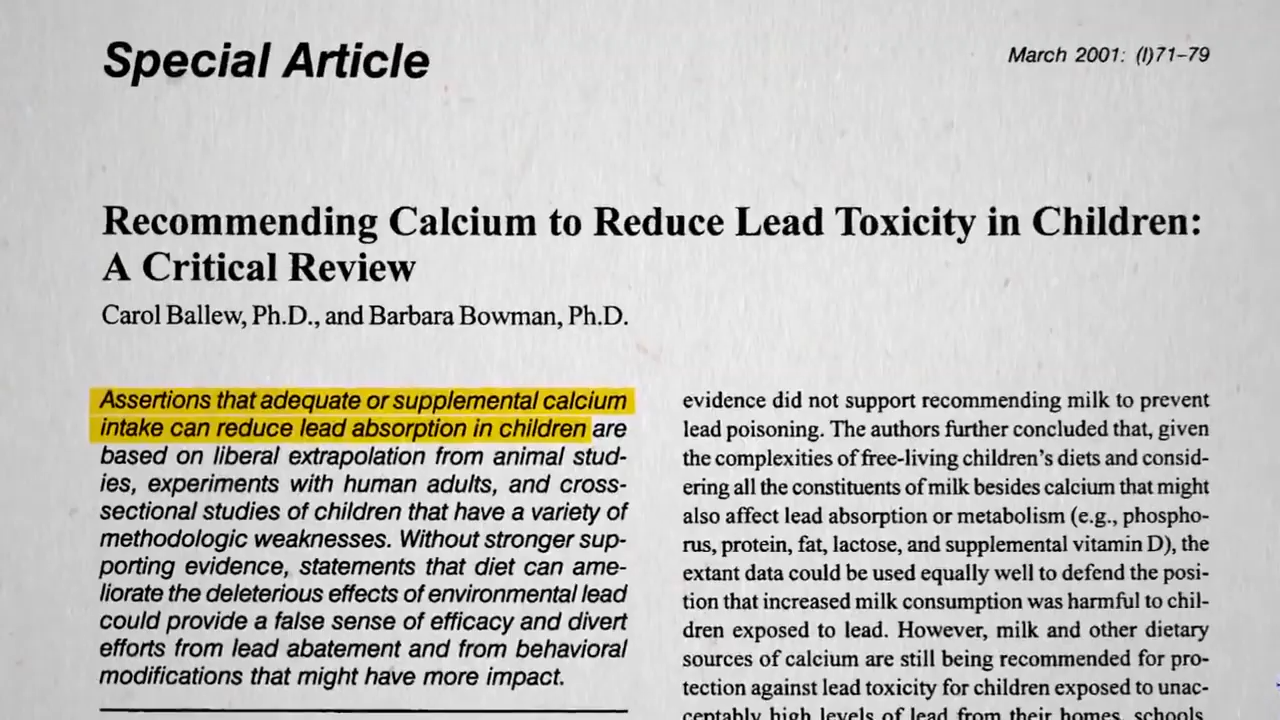 Special Article
March 2001: (I)71–79
Recommending Calcium to Reduce Lead Toxicity in Children:
A Critical Review
Carol Ballew, Ph.D., and Barbara Bowman, Ph.D.
Assertions that adequate or supplemental calcium
intake can reduce lead absorption in children are
based on liberal extrapolation from animal stud-
ies, experiments with human adults, and cross-
sectional studies of children that have a variety of
methodologic weaknesses. Without stronger sup-
porting evidence, statements that diet can ame-
liorate the deleterious effects of environmental lead
could provide a false sense of efficacy and divert
efforts from lead abatement and from behavioral
modifications that might have more impact.
evidence did not support recommending milk to prevent
lead poisoning. The authors further concluded that, given
the complexities of free-living children's diets and consid-
ering all the constituents of milk besides calcium that might
also affect lead absorption or metabolism (e.g., phospho-
rus, protein, fat, lactose, and supplemental vitamin D), the
extant data could be used equally well to defend the posi-
tion that increased milk consumption was harmful to chil-
dren exposed to lead. However, milk and other dietary
sources of calcium are still being recommended for pro-
tection against lead toxicity for children exposed to unac-
ceptably high levels of lead from their homes, schools,